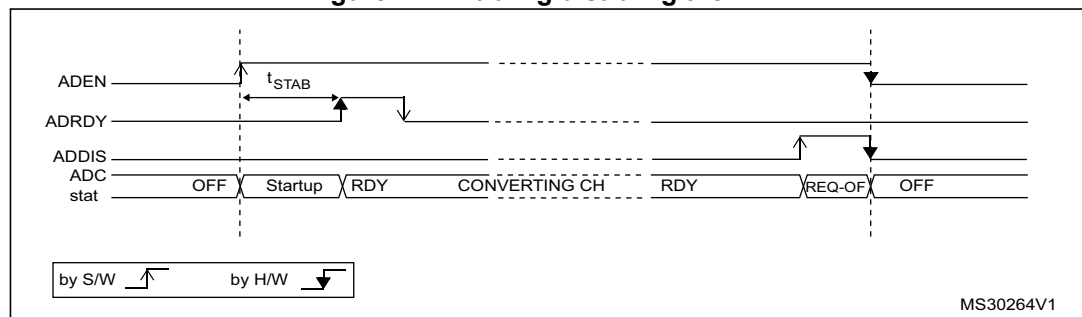 ADEN
tSTAB
ADRDY
ADDIS
ADC
stat
OFF Startup RDY CONVERTING CH RDY REQ-OF OFF
by S/W by H/W
MS30264V1